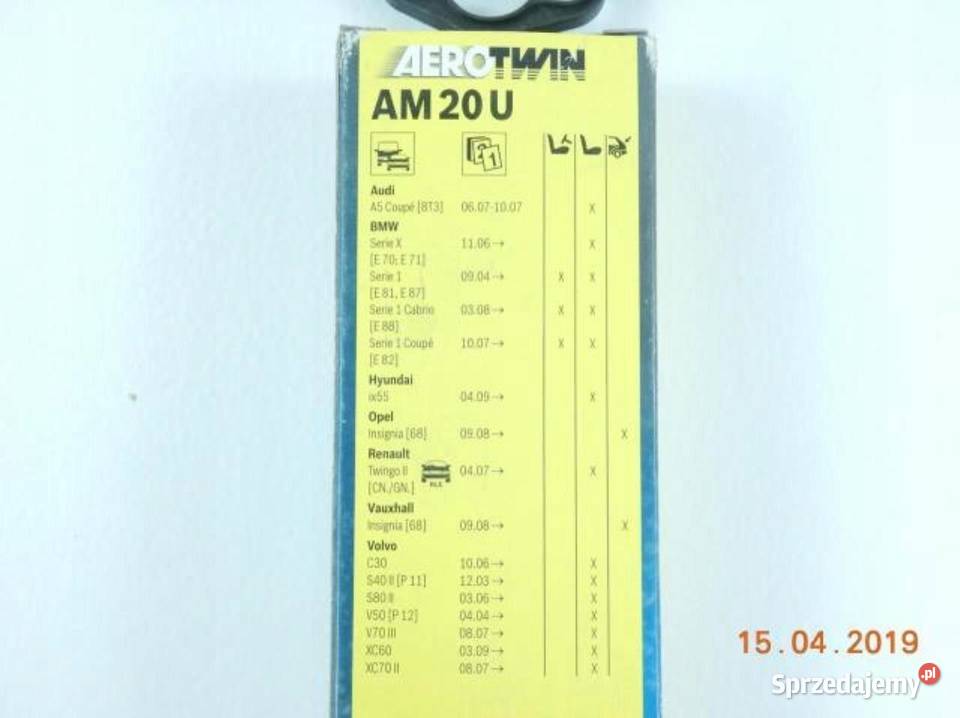 AEROTWIN
AM 20 U
2 1
Audi
A5 Coupé [8T3] 06.07-10.07 X
BMW
Serie X 11.06→ X
[E 70; E 71]
Serie 1 09.04→ X X
[E 81, E 87]
Serie 1 Cabrio 03.08→ X X
[E 88]
Serie 1 Coupé 10.07→ X X
[E 82]
Hyundai
ix55 04.09→ X
Opel
Insignia [68] 09.08→ X
Renault
Twingo II 04.07→ X
[CN./GN.]
Vauxhall
Insignia [68] 09.08→ X
Volvo
C30 10.06→ X
S40 II [P 11] 12.03→ X
S80 II 03.06→ X
V50 [P 12] 04.04→ X
V70 III 08.07→ X
XC60 03.09→ X
XC70 II 08.07→ X
15.04.2019
Sprzedajemy.pl